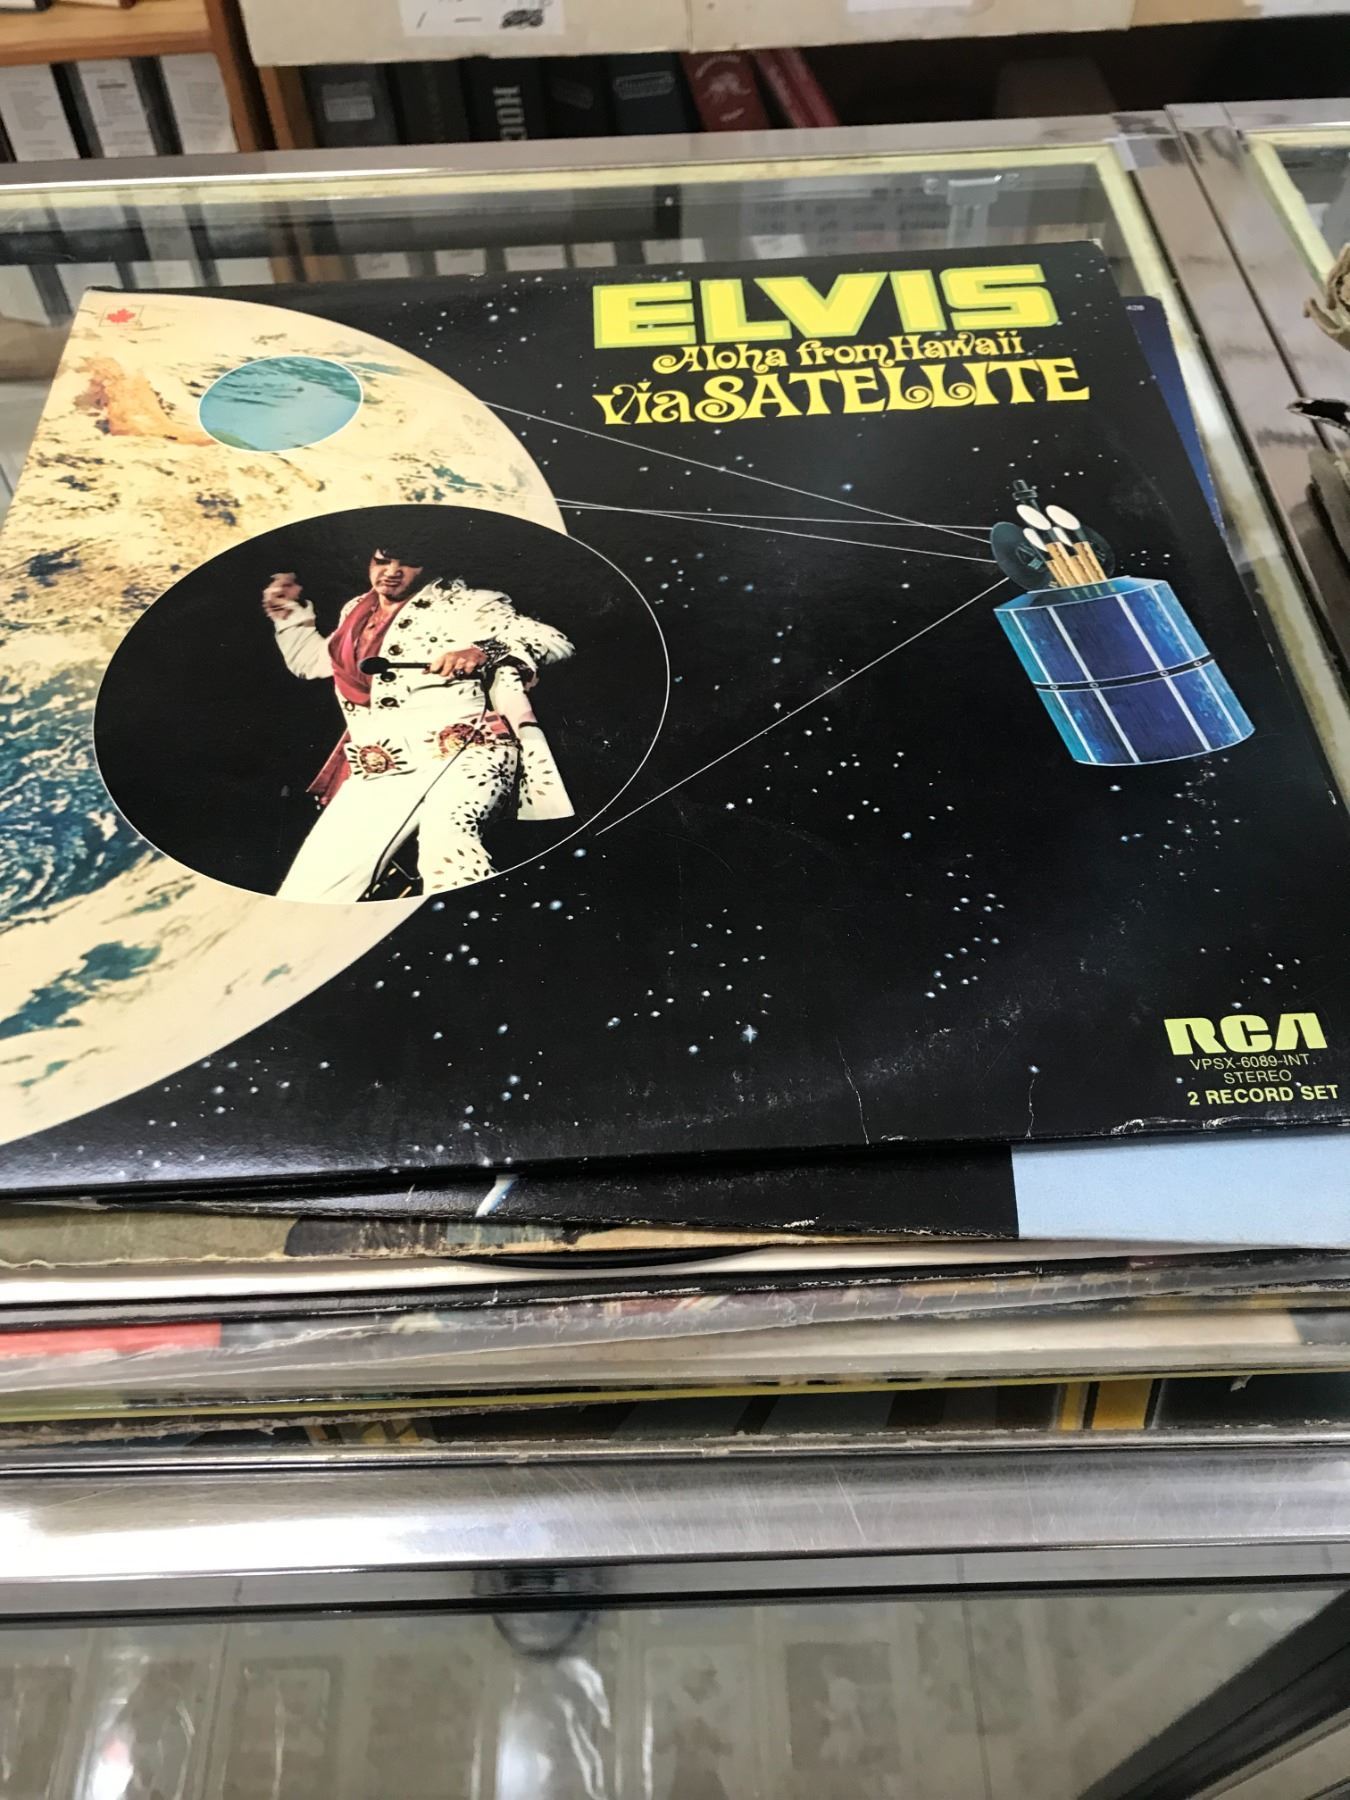 ELVIS
Aloha from Hawaii
via SATELLITE
RCA
VPSX-6089-INT.
STEREO
2 RECORD SET